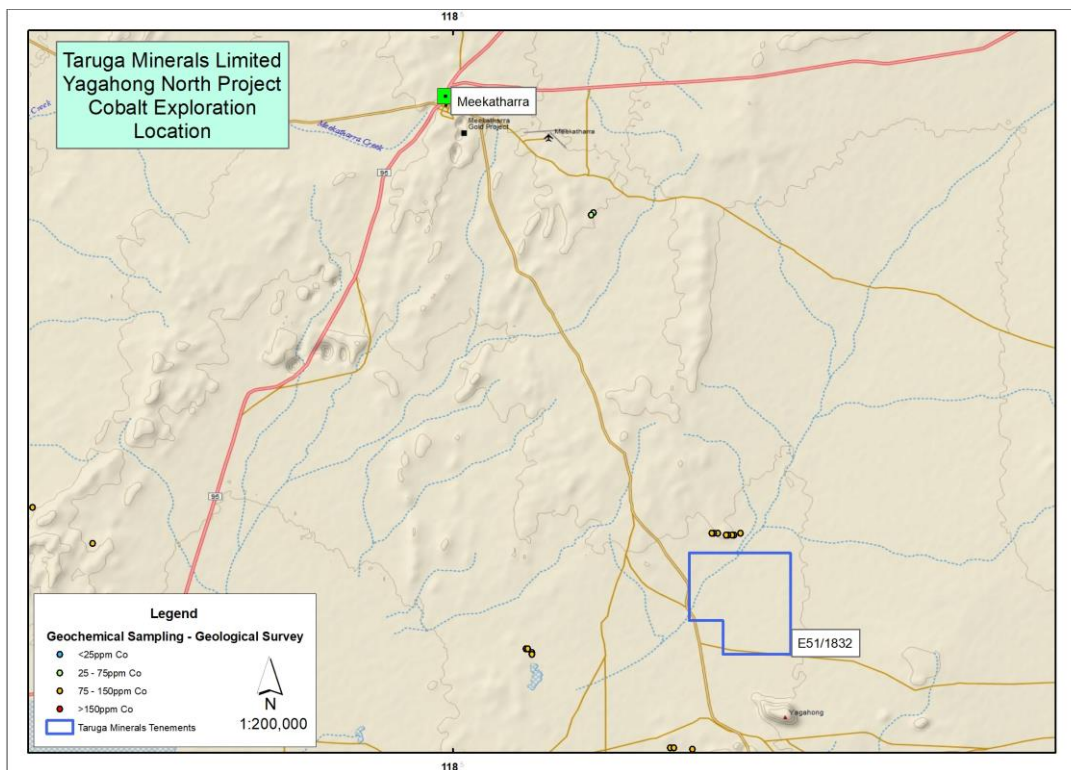 118°
Taruga Minerals Limited
Yagahong North Project
Cobalt Exploration
Location
Creek
Meekatharra Creek
Meekatharra
Meekatharra
Gold Project
Meekatharra
95
95
E51/1832
Yagahong
Legend
Geochemical Sampling - Geological Survey
<25ppm Co
25 - 75ppm Co
75 - 150ppm Co
>150ppm Co
Taruga Minerals Tenements
N
1:200,000
118°